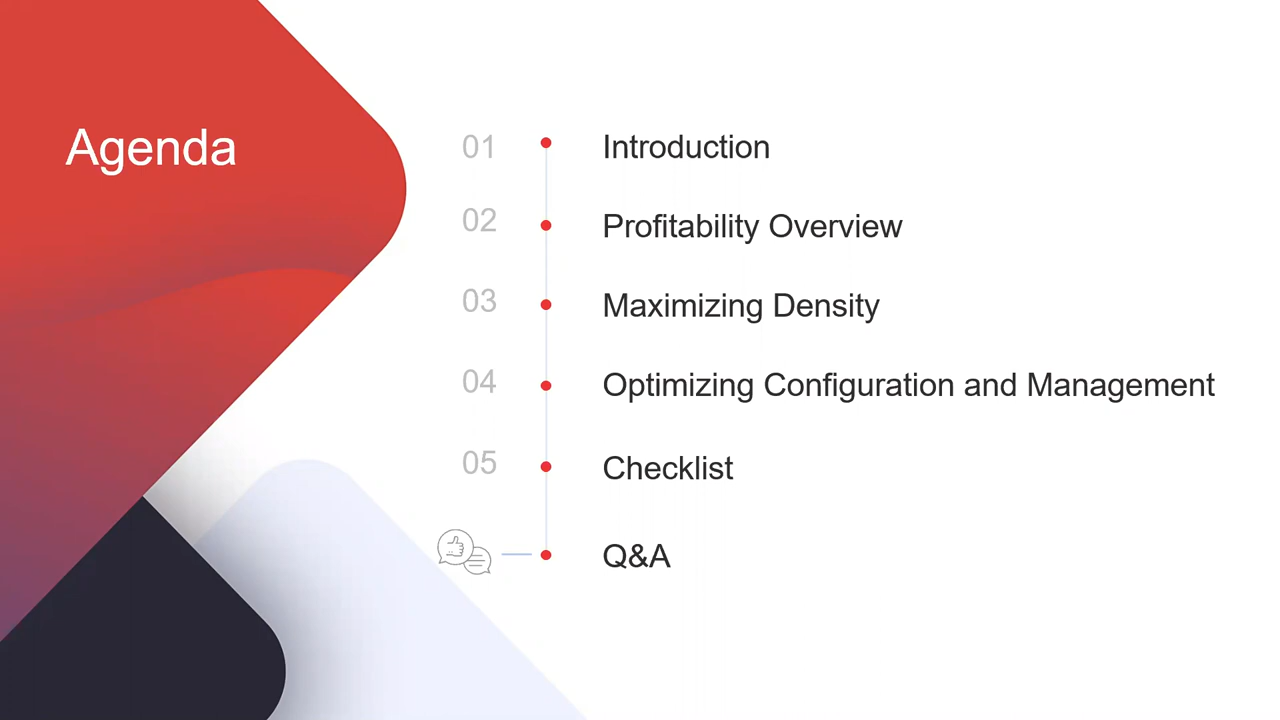 Agenda
01 Introduction
02 Profitability Overview
03 Maximizing Density
04 Optimizing Configuration and Management
05 Checklist
Q&A